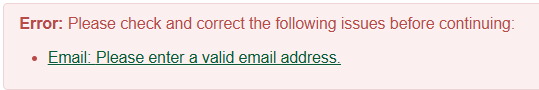 Error: Please check and correct the following issues before continuing:
• Email: Please enter a valid email address.